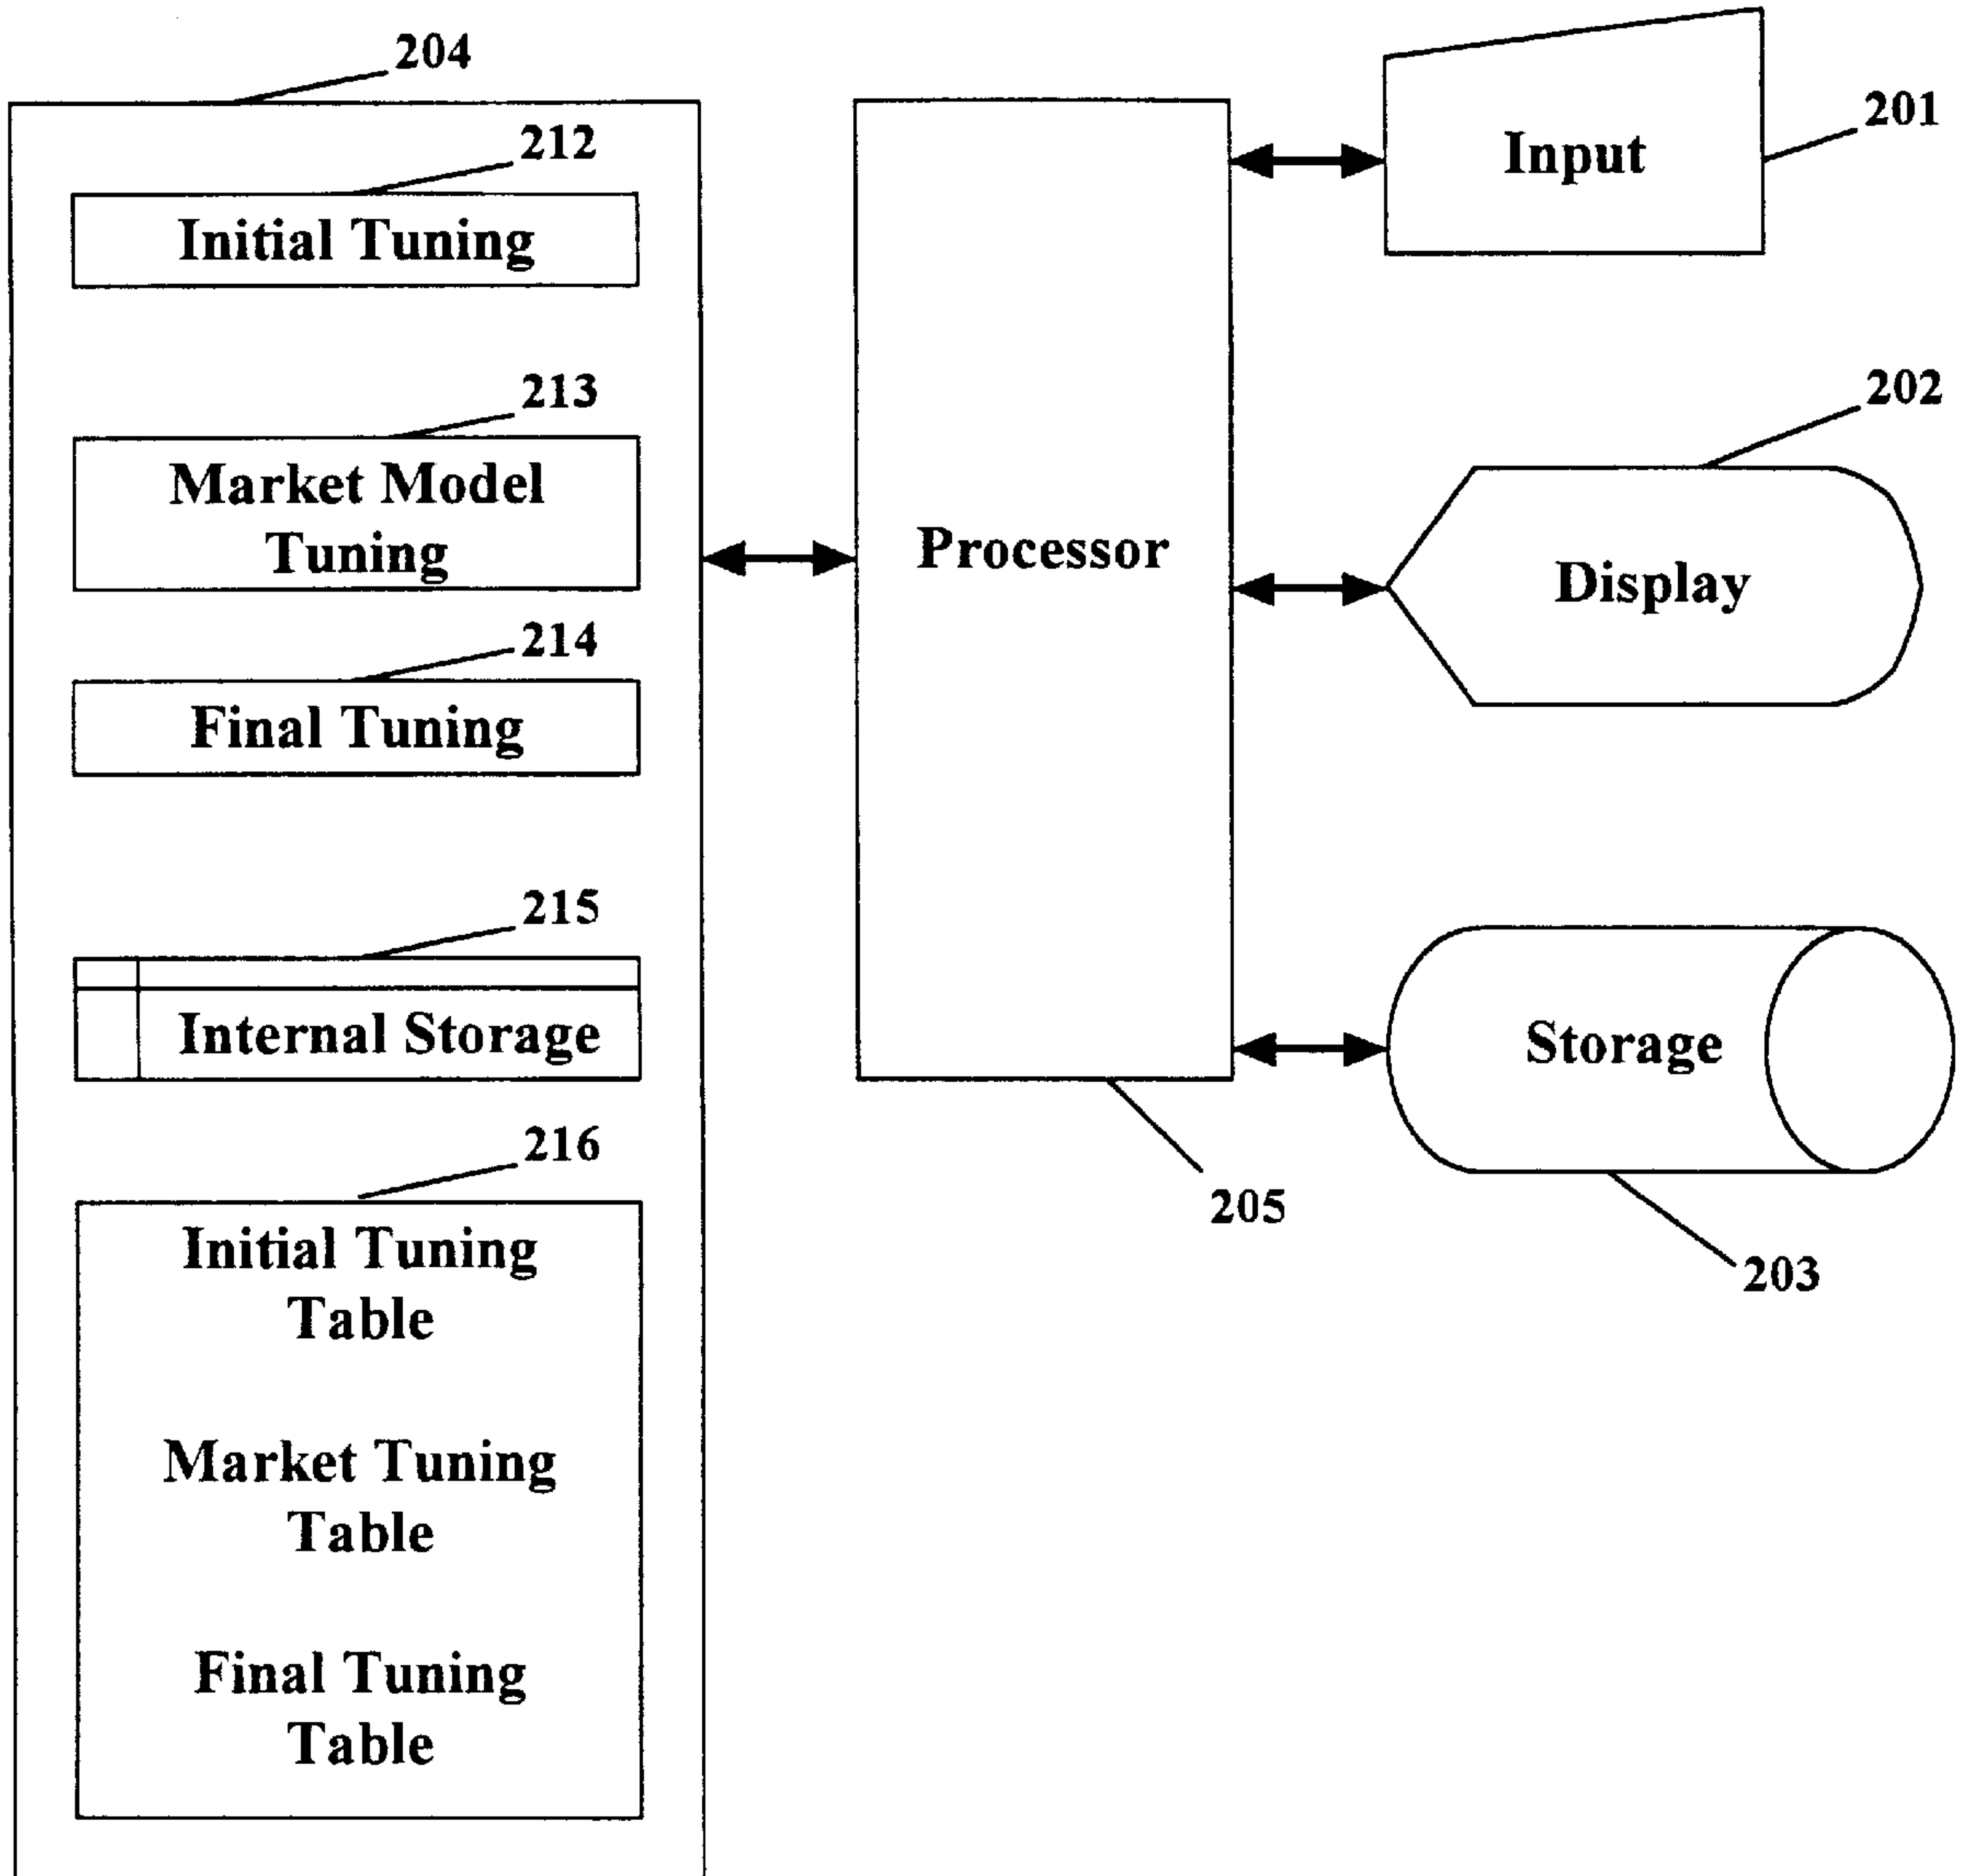 204
212
Initial Tuning
213
Market Model
Tuning
214
Final Tuning
215
Internal Storage
216
Initial Tuning
Table
Market Tuning
Table
Final Tuning
Table
Processor
205
Input
201
202
Display
Storage
203